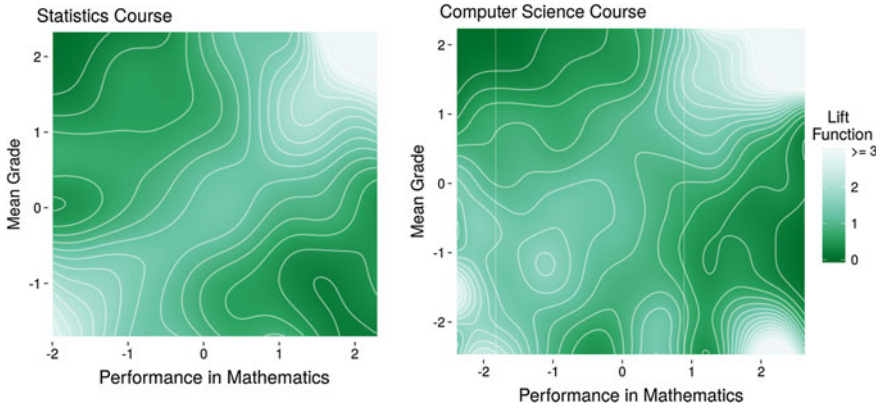 Statistics Course
2
1
0
-1
Mean Grade
-2
-1
0
1
2
Performance in Mathematics
Computer Science Course
2
1
0
-1
-2
Mean Grade
-2
-1
0
1
2
Performance in Mathematics
Lift
Function
>= 3
2
1
0